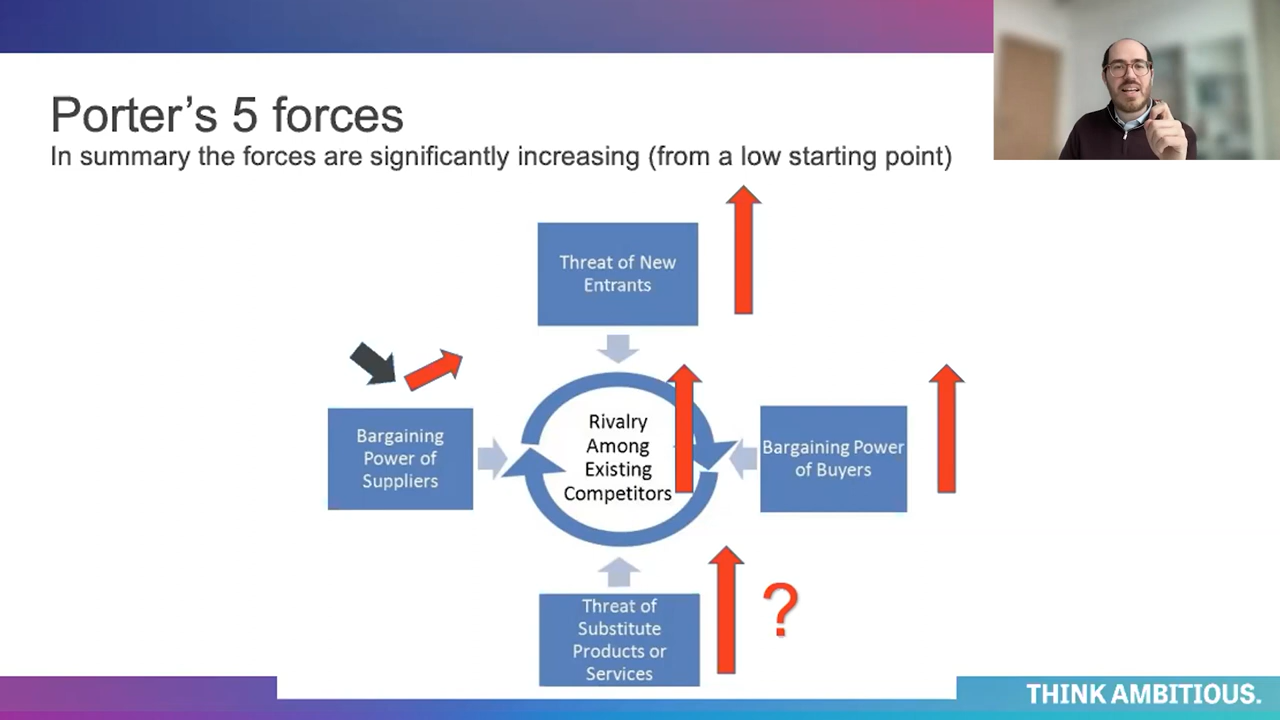 Porter’s 5 forces
In summary the forces are significantly increasing (from a low starting point)
Threat of New
Entrants
Bargaining
Power of
Suppliers
Rivalry
Among
Existing
Competitors
Bargaining Power
of Buyers
Threat of
Substitute
Products or
Services
?
THINK AMBITIOUS.